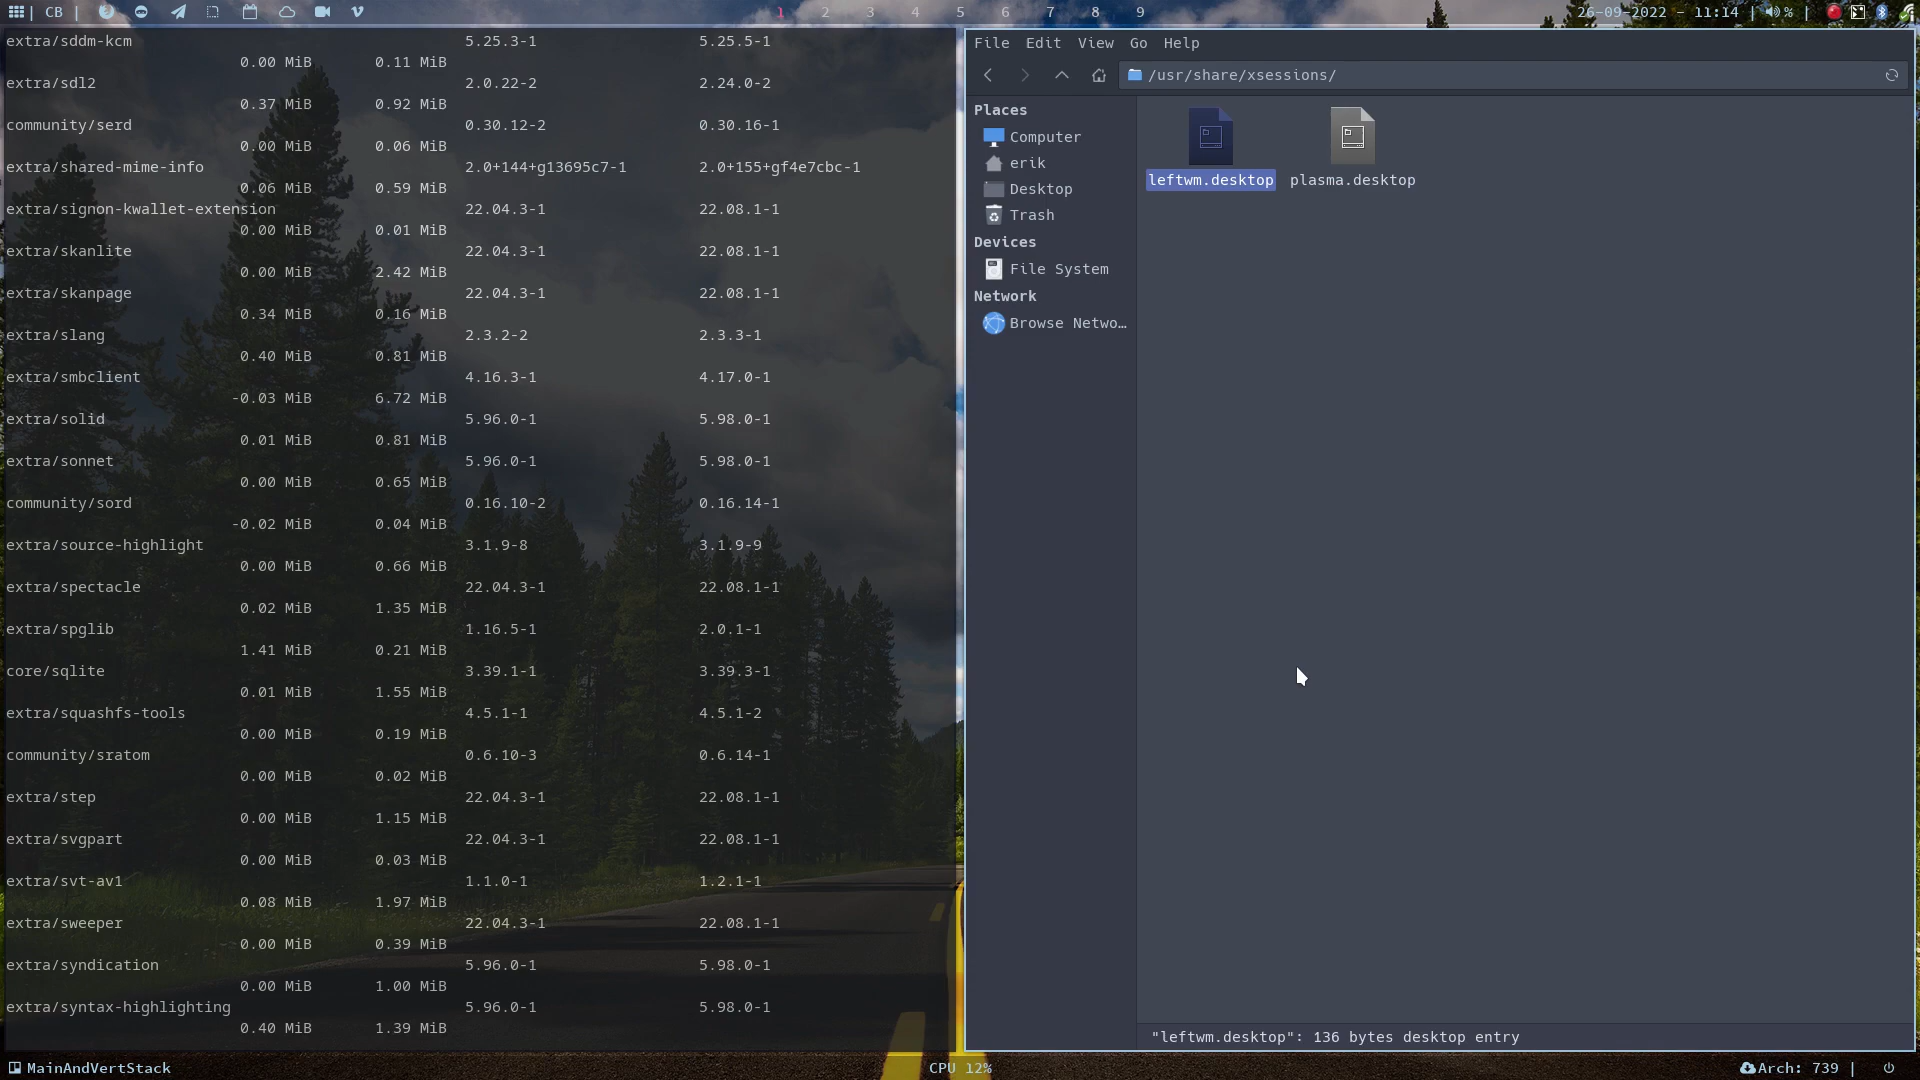 CB
1 2 3 4 5 6 7 8 9
26-09-2022 - 11:14 | % |
extra/sddm-kcm 5.25.3-1 5.25.5-1
0.00 MiB 0.11 MiB
extra/sdl2 2.0.22-2 2.24.0-2
0.37 MiB 0.92 MiB
community/serd 0.30.12-2 0.30.16-1
0.00 MiB 0.06 MiB
extra/shared-mime-info 2.0+144+g13695c7-1 2.0+155+gf4e7cbc-1
0.06 MiB 0.59 MiB
extra/signon-kwallet-extension 22.04.3-1 22.08.1-1
0.00 MiB 0.01 MiB
extra/skanlite 22.04.3-1 22.08.1-1
0.00 MiB 2.42 MiB
extra/skanpage 22.04.3-1 22.08.1-1
0.34 MiB 0.16 MiB
extra/slang 2.3.2-2 2.3.3-1
0.40 MiB 0.81 MiB
extra/smbclient 4.16.3-1 4.17.0-1
-0.03 MiB 6.72 MiB
extra/solid 5.96.0-1 5.98.0-1
0.01 MiB 0.81 MiB
extra/sonnet 5.96.0-1 5.98.0-1
0.00 MiB 0.65 MiB
community/sord 0.16.10-2 0.16.14-1
-0.02 MiB 0.04 MiB
extra/source-highlight 3.1.9-8 3.1.9-9
0.00 MiB 0.66 MiB
extra/spectacle 22.04.3-1 22.08.1-1
0.02 MiB 1.35 MiB
extra/spglib 1.16.5-1 2.0.1-1
1.41 MiB 0.21 MiB
core/sqlite 3.39.1-1 3.39.3-1
0.01 MiB 1.55 MiB
extra/squashfs-tools 4.5.1-1 4.5.1-2
0.00 MiB 0.19 MiB
community/sratom 0.6.10-3 0.6.14-1
0.00 MiB 0.02 MiB
extra/step 22.04.3-1 22.08.1-1
0.00 MiB 1.15 MiB
extra/svgpart 22.04.3-1 22.08.1-1
0.00 MiB 0.03 MiB
extra/svt-av1 1.1.0-1 1.2.1-1
0.08 MiB 1.97 MiB
extra/sweeper 22.04.3-1 22.08.1-1
0.00 MiB 0.39 MiB
extra/syndication 5.96.0-1 5.98.0-1
0.00 MiB 1.00 MiB
extra/syntax-highlighting 5.96.0-1 5.98.0-1
0.40 MiB 1.39 MiB
File Edit View Go Help
/usr/share/xsessions/
Places
Computer
erik
Desktop
Trash
Devices
File System
Network
Browse Netwo…
leftwm.desktop plasma.desktop
"leftwm.desktop": 136 bytes desktop entry
MainAndVertStack
CPU 12%
Arch: 739 |